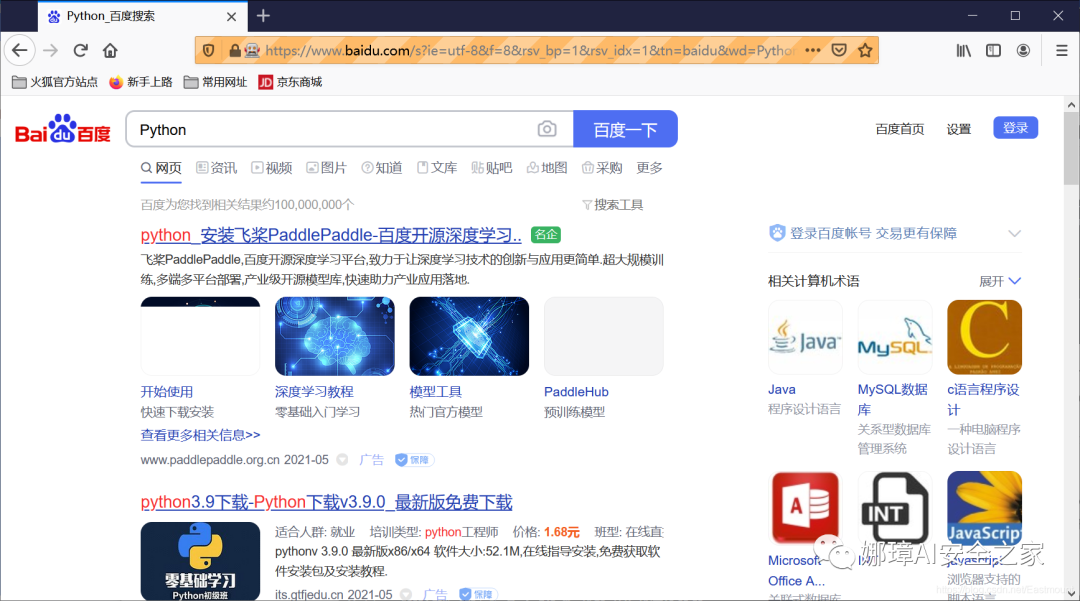 Python_百度搜索
https://www.baidu.com/s?ie=utf-8&f=8&rsv_bp=1&rsv_idx=1&tn=baidu&wd=Pytho
火狐官方站点 新手上路 常用网址 JD 京东商城
Bai du 百度 Python 百度一下 百度首页 设置 登录
网页 资讯 视频 图片 知道 文库 贴吧 地图 采购 更多
百度为您找到相关结果约100,000,000个 搜索工具
python_安装飞桨PaddlePaddle-百度开源深度学习.. 名企
飞桨PaddlePaddle,百度开源深度学习平台,致力于让深度学习技术的创新与应用更简单.超大规模训
练,多端多平台部署,产业级开源模型库,快速助力产业应用落地.
开始使用 深度学习教程 模型工具 PaddleHub
快速下载安装 零基础入门学习 热门官方模型 预训练模型
查看更多相关信息>>
www.paddlepaddle.org.cn 2021-05 广告 保障
python3.9下载-Python下载v3.9.0_最新版免费下载
零基础学习
Python初级班
适合人群: 就业 培训类型: python工程师 价格: 1.68元 班型: 在线直
pythonv 3.9.0 最新版x86/x64 软件大小:52.1M,在线指导安装,免费获取软
件安装包及安装教程.
its.gtfjedu.cn 2021-05 广告 保障
登录百度帐号 交易更有保障
相关计算机术语 展开
Java MySQL C
Java MySQL数据库 c语言程序设计
程序设计语言 关系型数据库管理系统 一种电脑程序设计语言
A INT JavaScript
Microsoft Office A...
javascript
浏览器支持的
脚本语言
关联式数据库
娜璋AI安全之家